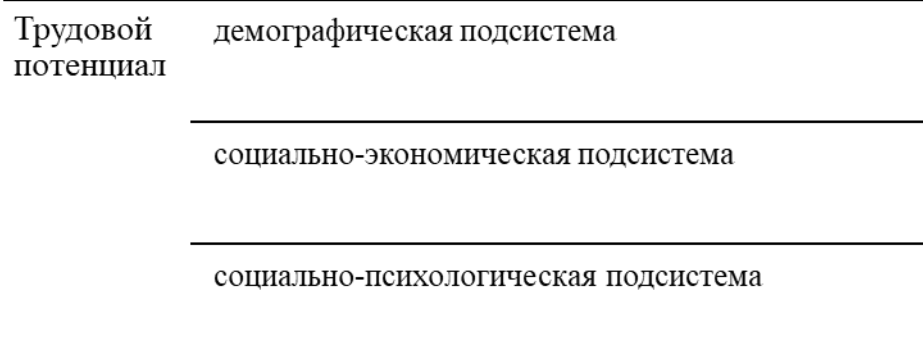 Трудовой
потенциал
демографическая подсистема
социально-экономическая подсистема
социально-психологическая подсистема